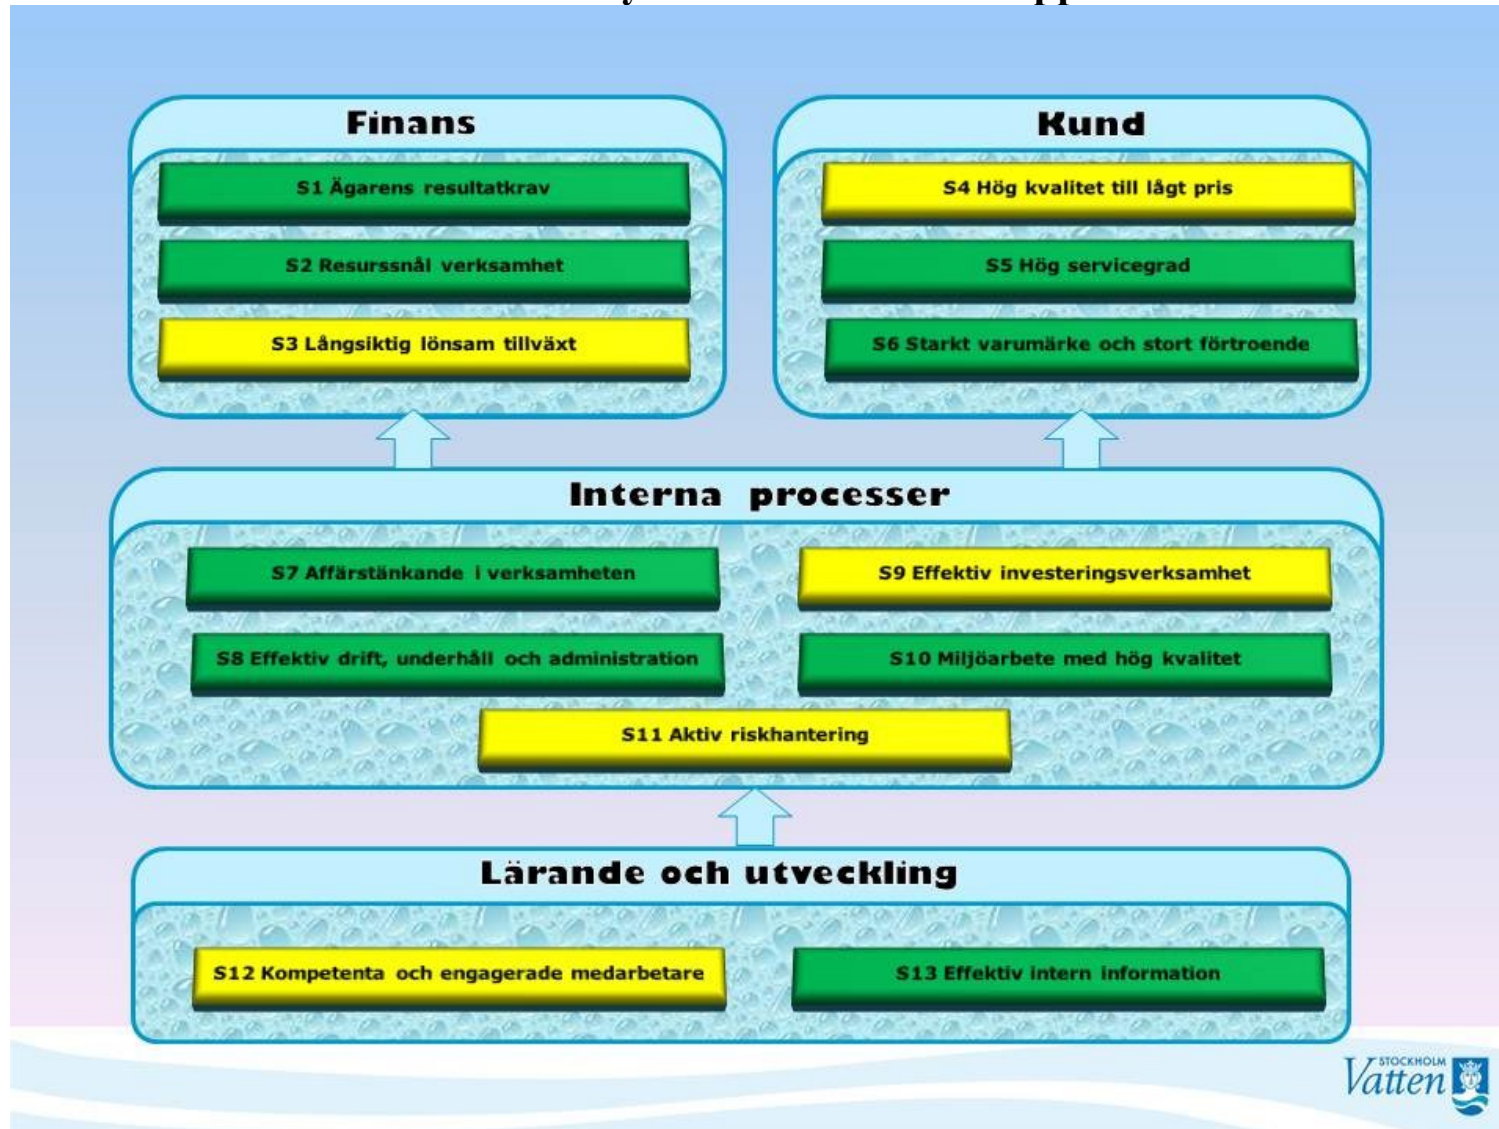 Finans
S1 Ägarens resultatkrav
S2 Resurssnål verksamhet
S3 Långsiktig lönsam tillväxt
Kund
S4 Hög kvalitet till lågt pris
S5 Hög servicegrad
S6 Starkt varumärke och stort förtroende
Interna processer
S7 Affärstänkande i verksamheten
S9 Effektiv investeringsverksamhet
S8 Effektiv drift, underhåll och administration
S10 Miljöarbete med hög kvalitet
S11 Aktiv riskhantering
Lärande och utveckling
S12 Kompetenta och engagerade medarbetare
S13 Effektiv intern information
STOCKHOLM
Vatten